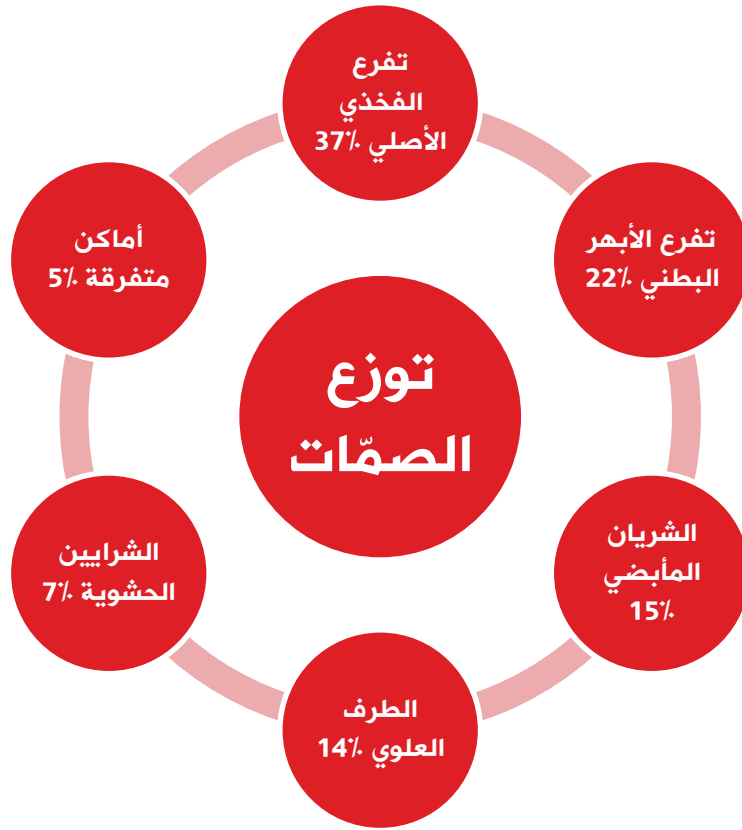 تفرع
الفخذي
الأصلي 37%
تفرع الأبهر
البطني 22%
الشريان
المأبضي
15%
الطرف
العلوي 14%
الشرايين
الحشوية 7%
أماكن
متفرقة 5%
توزع
الصمّات